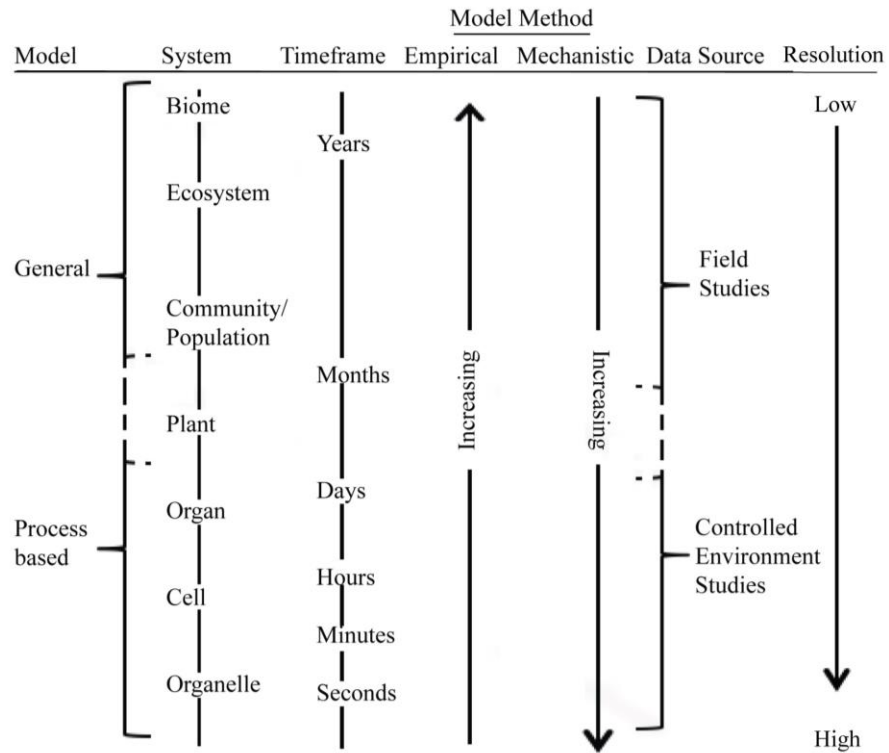 Model Method
Model System Timeframe Empirical Mechanistic Data Source Resolution
Biome
Low
Years
Ecosystem
General
Field
Studies
Community/
Population
Increasing
Increasing
Months
Plant
Days
Organ
Process
based
Controlled
Environment
Studies
Hours
Cell
Minutes
Organelle
Seconds
High